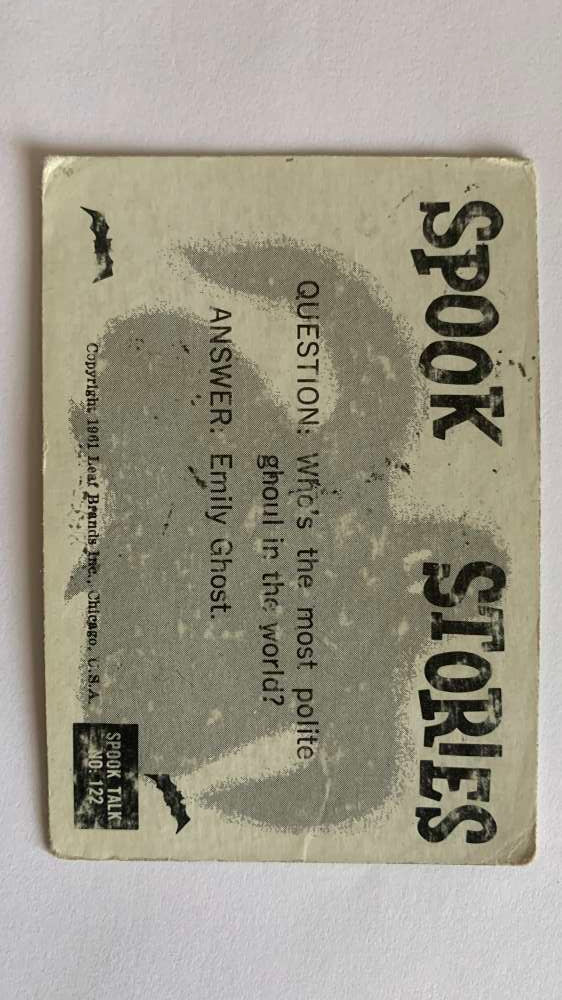 SPOOK STORIES
QUESTION: Who's the most polite
ghoul in the world?
ANSWER: Emily Ghost.
Copyright 1961 Leaf Brands Inc., Chicago, U.S.A.
SPOOK TALK
NO. 122